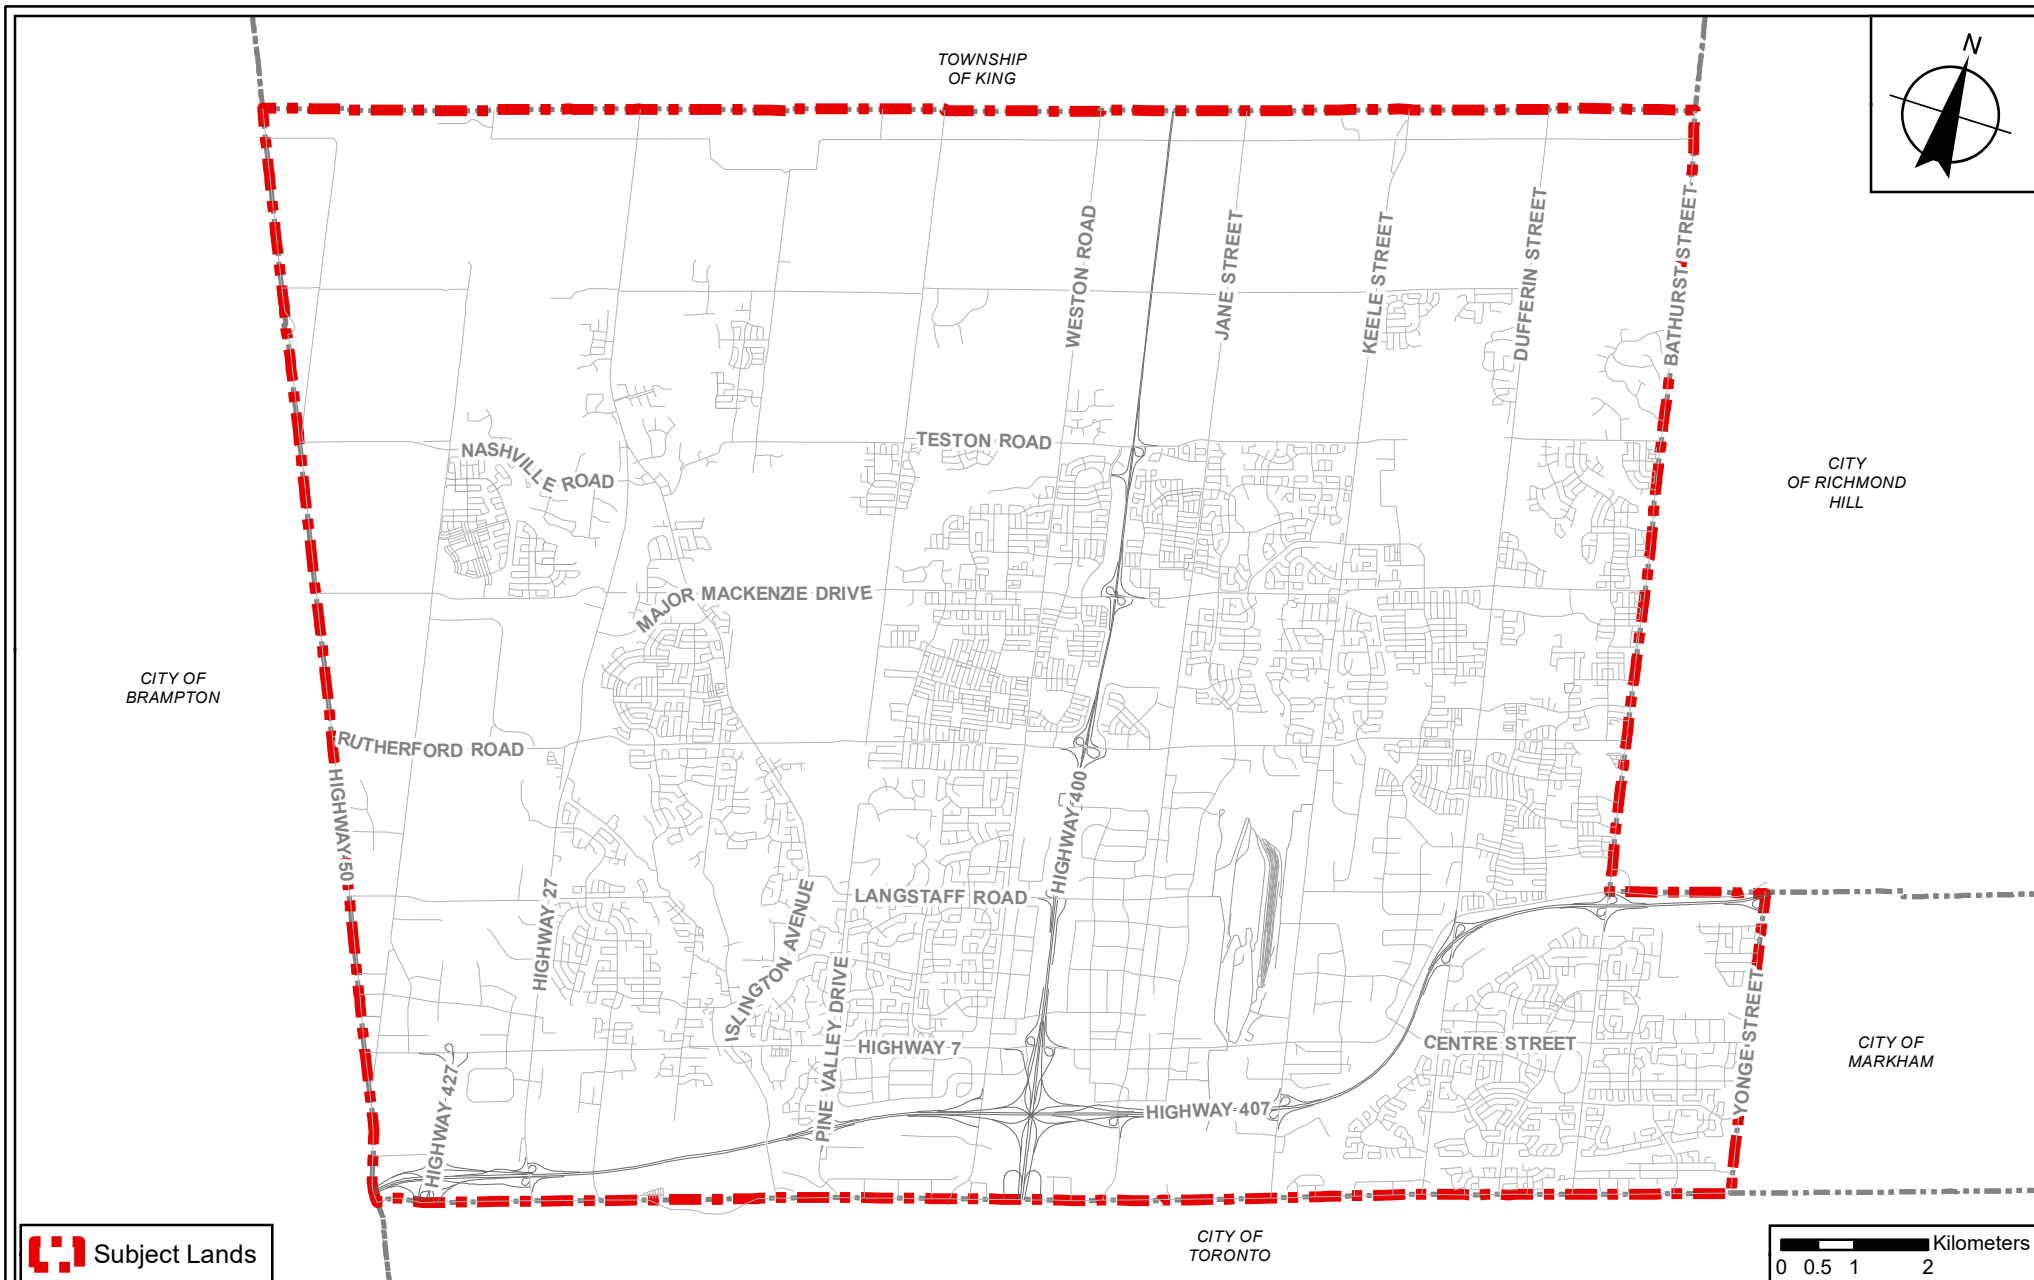 TOWNSHIP
OF KING
N
WESTON ROAD
JANE STREET
KEELE STREET
DUFFERIN STREET
BATHURST STREET
NASHVILLE ROAD
TESTON ROAD
CITY
OF RICHMOND
HILL
MAJOR MACKENZIE DRIVE
CITY OF
BRAMPTON
RUTHERFORD ROAD
HIGHWAY 50
HIGHWAY 400
HIGHWAY 27
ISLINGTON AVENUE
LANGSTAFF ROAD
PINE VALLEY DRIVE
HIGHWAY 7
CENTRE STREET
YONGE STREET
CITY OF
MARKHAM
HIGHWAY 427
HIGHWAY 407
CITY OF
TORONTO
Subject Lands
Kilometers
0 0.5 1 2